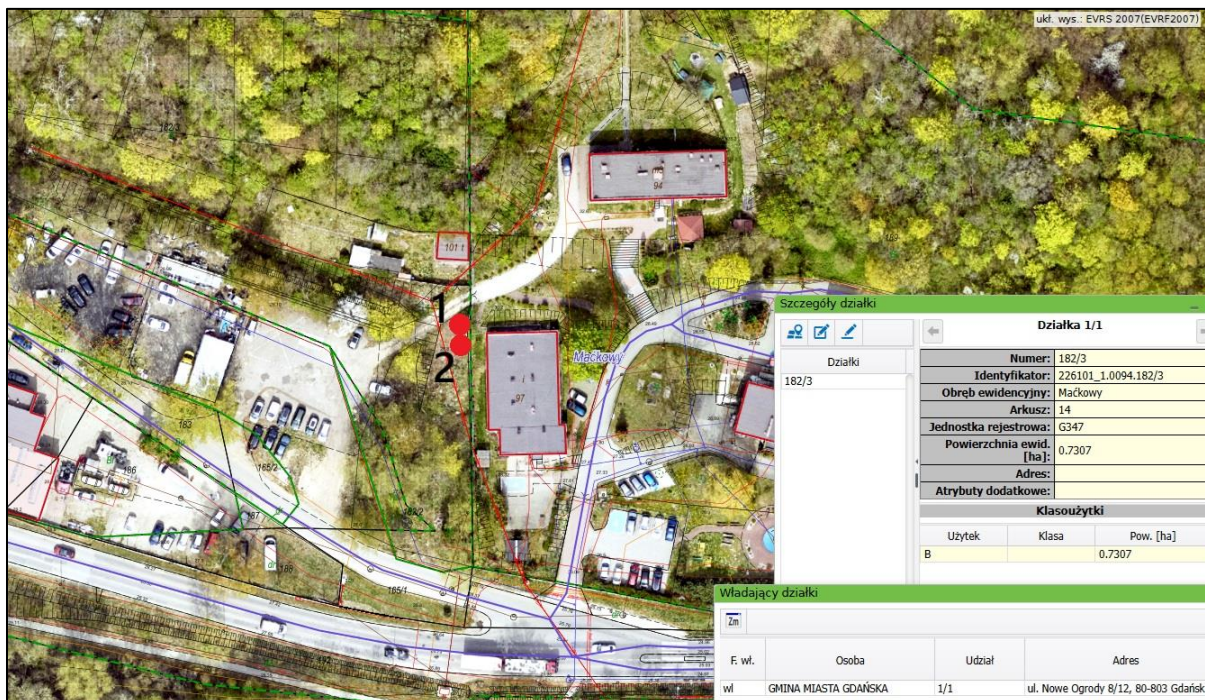 ukł. wys.: EVRS 2007(EVRF2007)
94
101 t
1
2
Maćkowy
97
183
185/2
186
187
182/2
188
185/1
Szczegóły działki
Działki
182/3
Działka 1/1
Numer: 182/3
Identyfikator: 226101_1.0094.182/3
Obręb ewidencyjny: Maćkowy
Arkusz: 14
Jednostka rejestrowa: G347
Powierzchnia ewid. [ha]: 0.7307
Adres:
Atrybuty dodatkowe:
Klasoużytki
Użytek Klasa Pow. [ha]
B 0.7307
Władający działki
Zm
F. wł. Osoba Udział Adres
wł GMINA MIASTA GDAŃSKA 1/1 ul. Nowe Ogrody 8/12, 80-803 Gdańsk